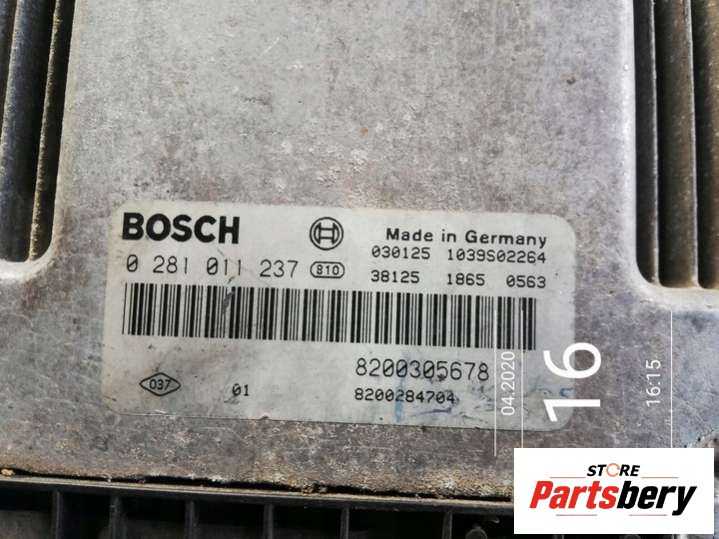 BOSCH
Made in Germany
030125 1039S02264
0 281 011 237 810
38125 1865 0563
8200305678
037 01
8200284704
04.2020
16
16:15
STORE
Partsbery